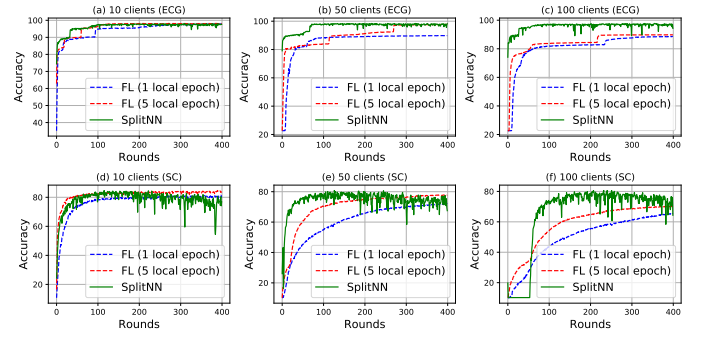 (a) 10 clients (ECG)
Accuracy
100
90
80
70
60
50
40
FL (1 local epoch)
FL (5 local epoch)
SplitNN
0 100 200 300 400
Rounds
(b) 50 clients (ECG)
Accuracy
100
80
60
40
20
FL (1 local epoch)
FL (5 local epoch)
SplitNN
0 100 200 300 400
Rounds
(c) 100 clients (ECG)
Accuracy
100
80
60
40
20
FL (1 local epoch)
FL (5 local epoch)
SplitNN
0 100 200 300 400
Rounds
(d) 10 clients (SC)
Accuracy
80
60
40
20
FL (1 local epoch)
FL (5 local epoch)
SplitNN
0 100 200 300 400
Rounds
(e) 50 clients (SC)
Accuracy
80
60
40
20
FL (1 local epoch)
FL (5 local epoch)
SplitNN
0 100 200 300 400
Rounds
(f) 100 clients (SC)
Accuracy
80
60
40
20
FL (1 local epoch)
FL (5 local epoch)
SplitNN
0 100 200 300 400
Rounds